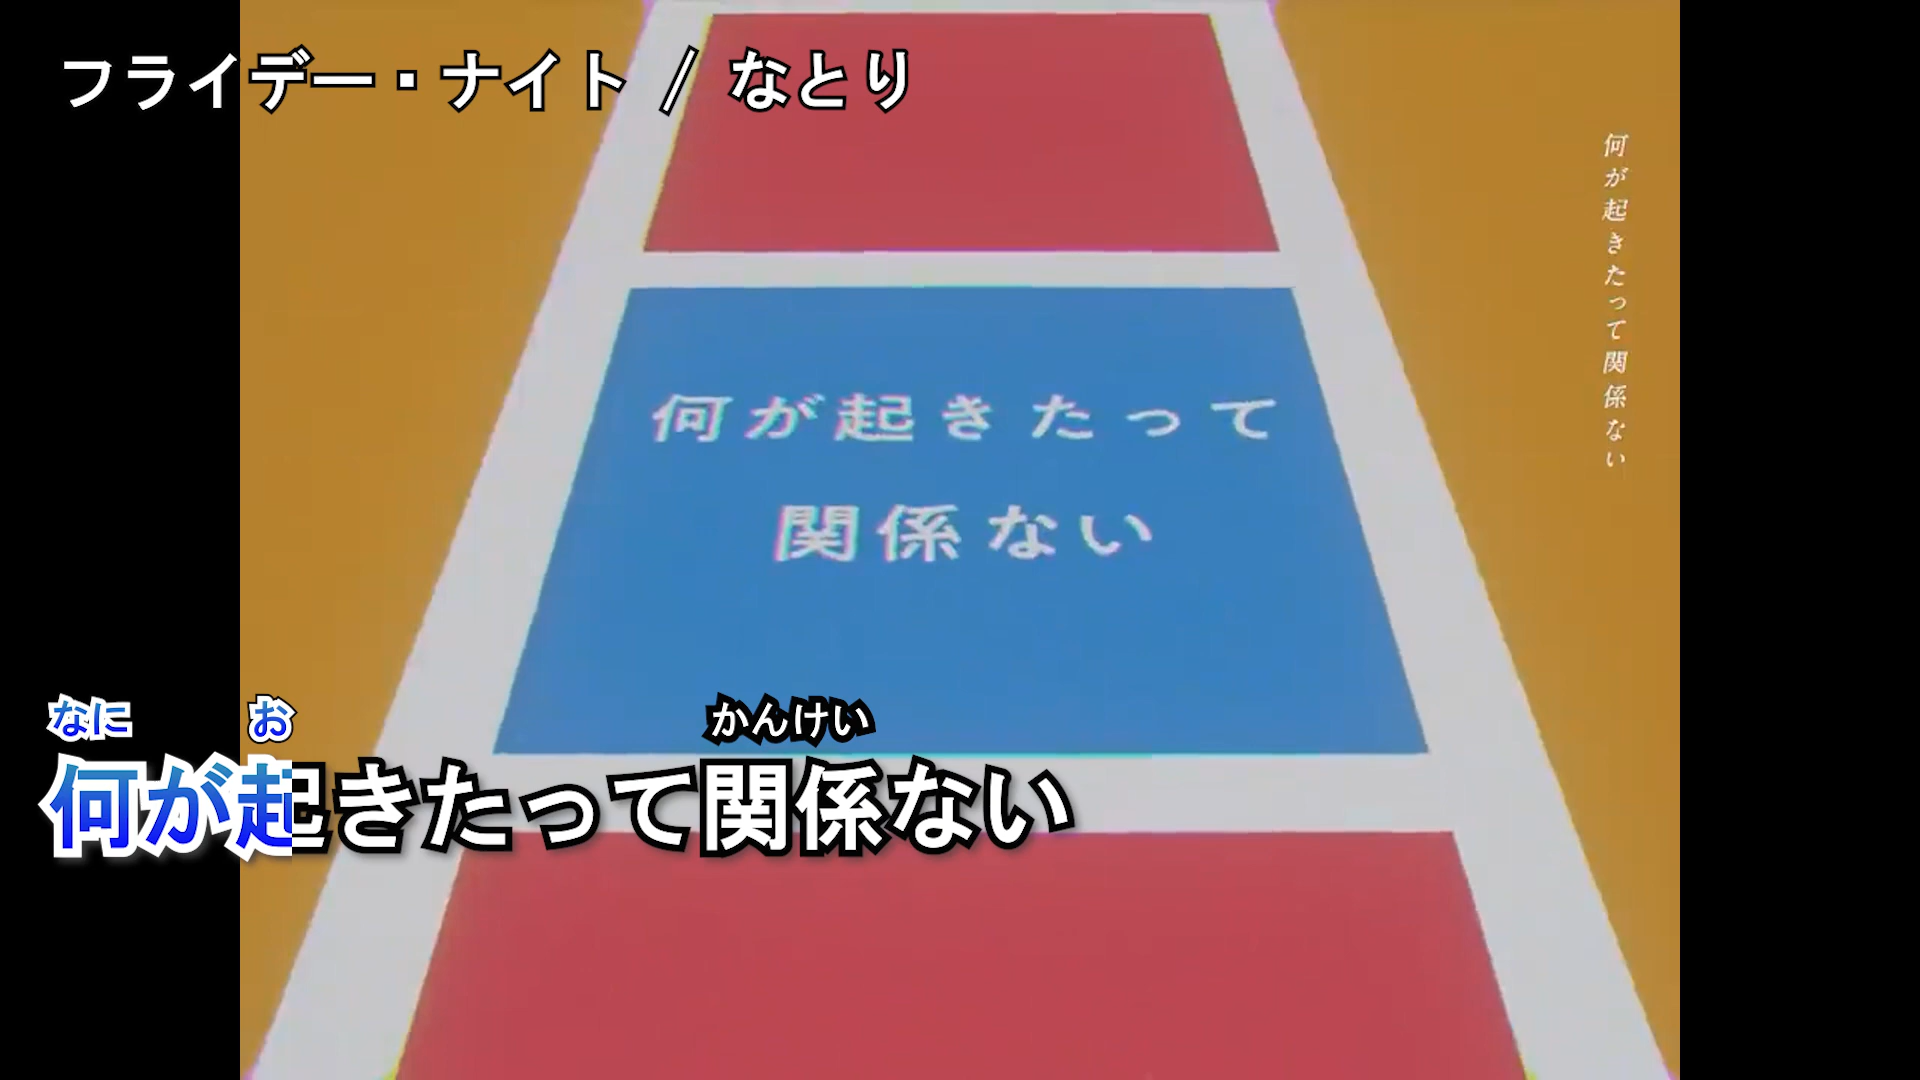 フライデー・ナイト / なとり
何が起きたって関係ない
何が起きたって
関係ない
なに お かんけい
何が起きたって関係ない